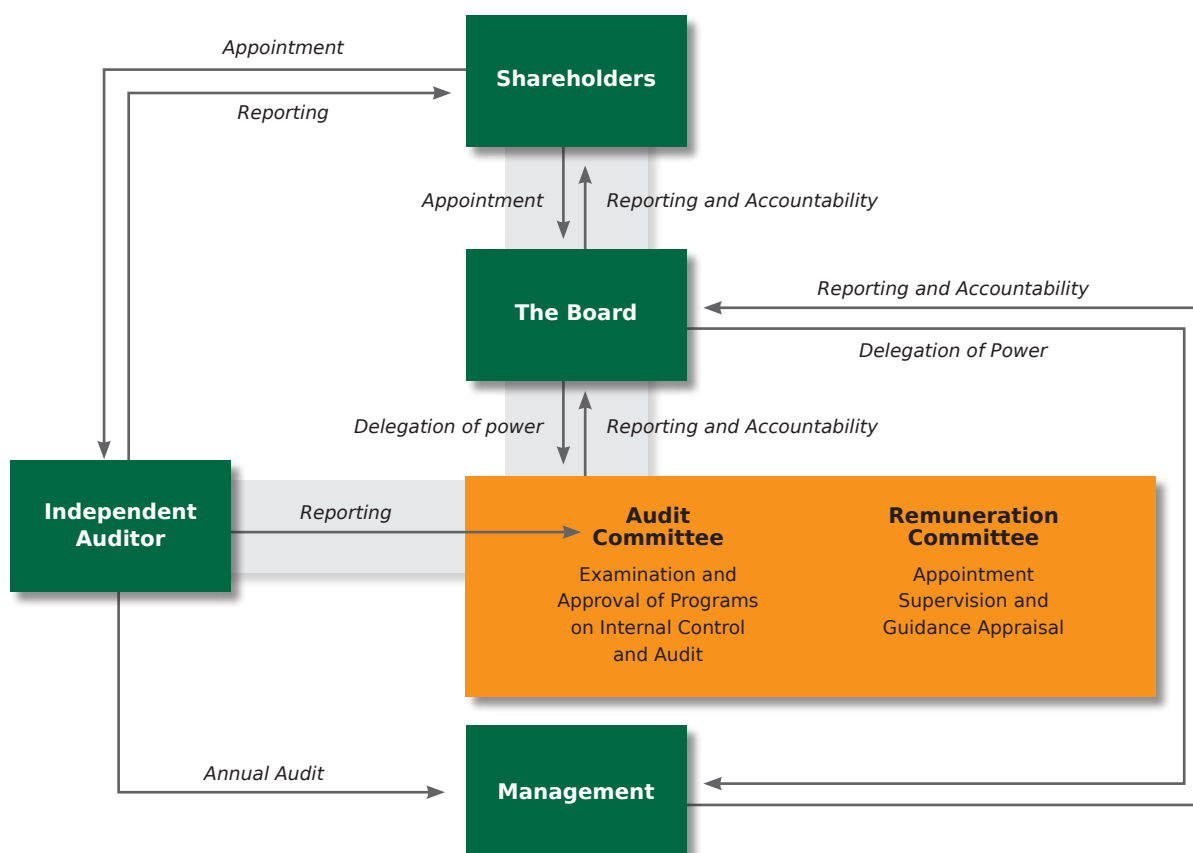 Appointment
Shareholders
Reporting
Appointment
Reporting and Accountability
Reporting and Accountability
The Board
Delegation of Power
Delegation of power
Reporting and Accountability
Independent
Auditor
Reporting
Audit
Committee
Examination and
Approval of Programs
on Internal Control
and Audit
Remuneration
Committee
Appointment
Supervision and
Guidance Appraisal
Annual Audit
Management